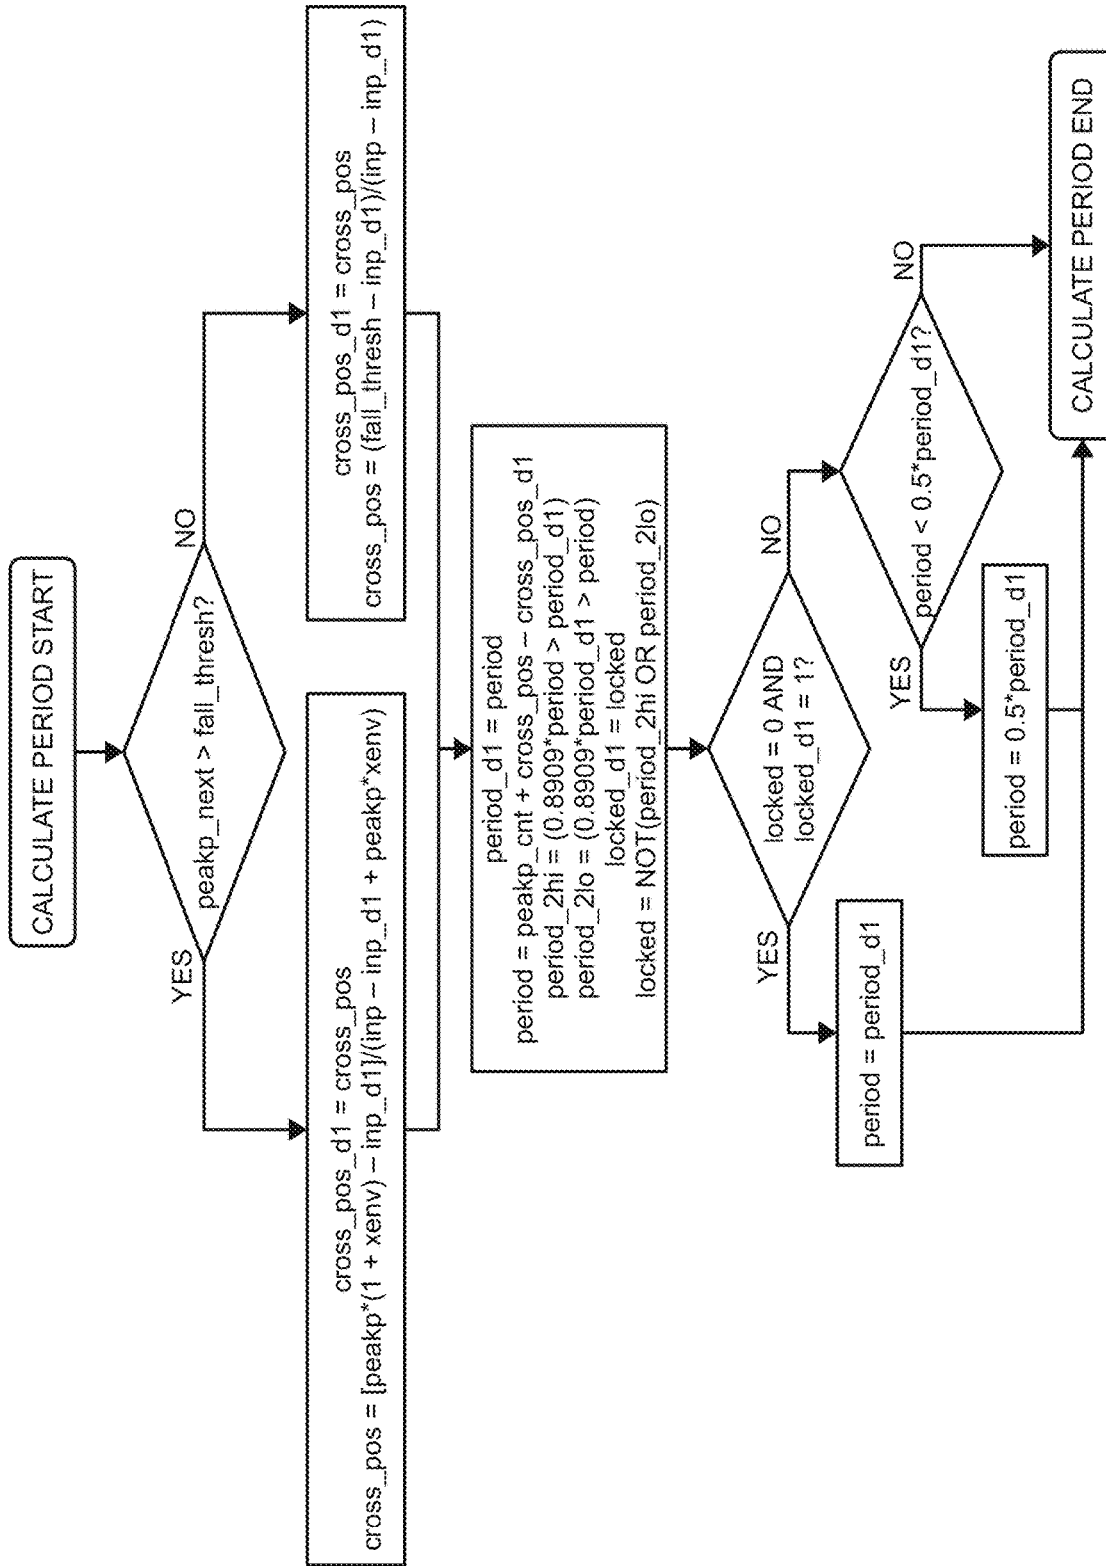 CALCULATE PERIOD START
peakp_next > fall_thresh?
YES
NO
cross_pos_d1 = cross_pos
cross_pos = [peakp*(1 + xenv) – inp_d1]/(inp – inp_d1 + peakp*xenv)
cross_pos_d1 = cross_pos
cross_pos = (fall_thresh – inp_d1)/(inp – inp_d1)
period_d1 = period
period = peakp_cnt + cross_pos – cross_pos_d1
period_2hi = (0.8909*period > period_d1)
period_2lo = (0.8909*period_d1 > period)
locked_d1 = locked
locked = NOT(period_2hi OR period_2lo)
locked = 0 AND
locked_d1 = 1?
YES
NO
period = period_d1
period < 0.5*period_d1?
YES
NO
period = 0.5*period_d1
CALCULATE PERIOD END